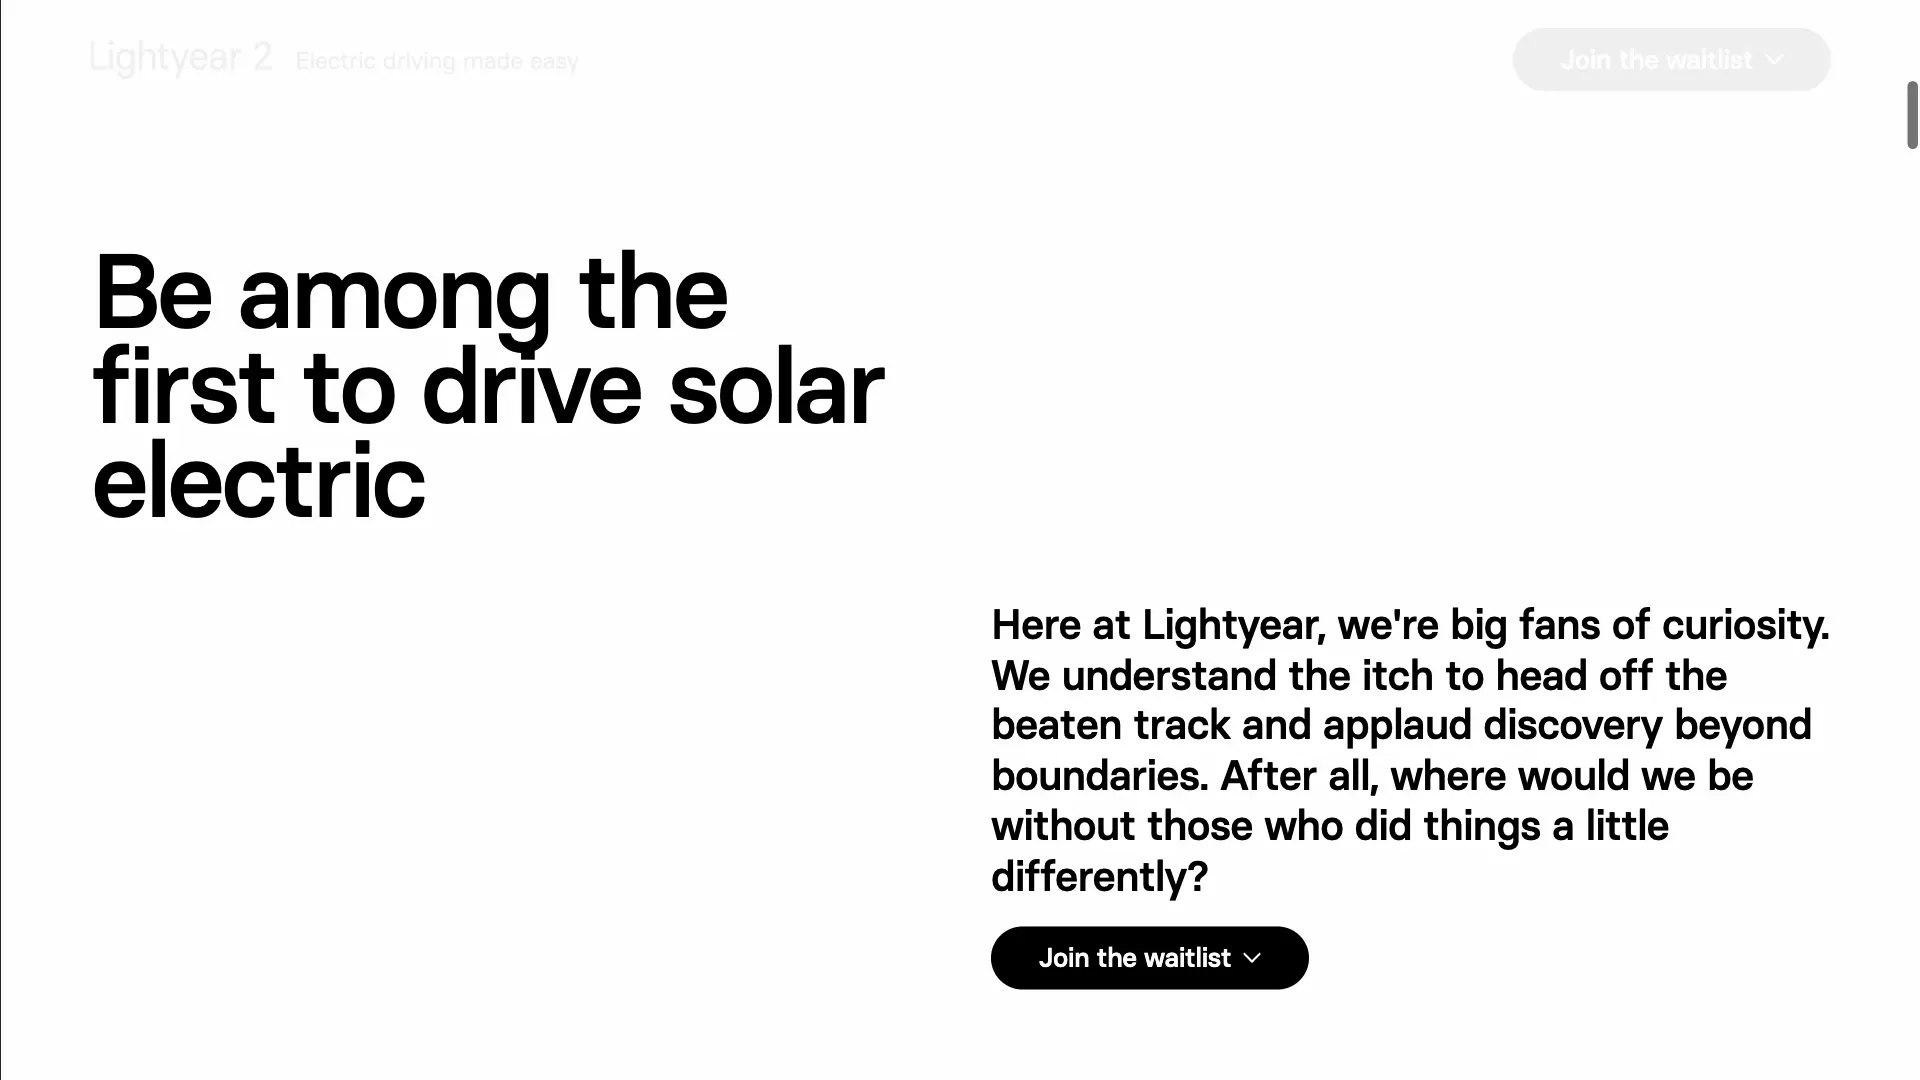 Lightyear 2 Electric driving made easy
Join the waitlist
Be among the
first to drive solar
electric
Here at Lightyear, we're big fans of curiosity.
We understand the itch to head off the
beaten track and applaud discovery beyond
boundaries. After all, where would we be
without those who did things a little
differently?
Join the waitlist